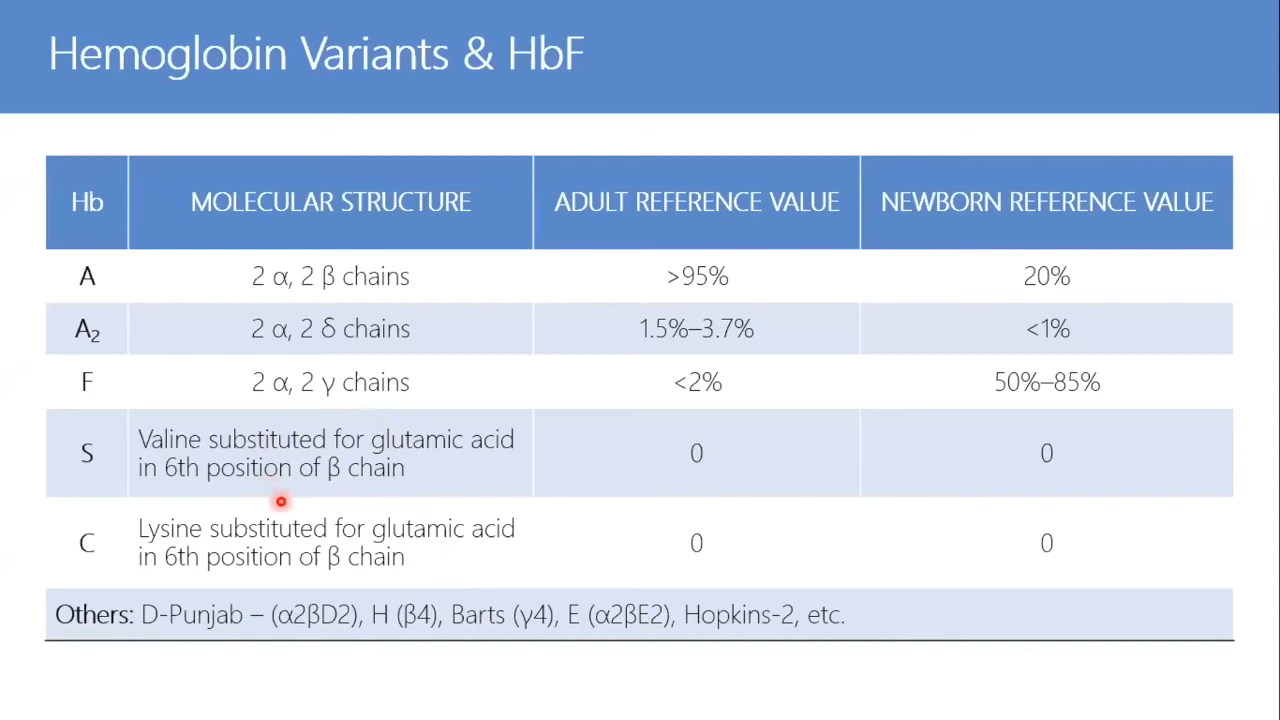 Hemoglobin Variants & HbF
Hb MOLECULAR STRUCTURE ADULT REFERENCE VALUE NEWBORN REFERENCE VALUE
A 2 α, 2 β chains >95% 20%
A₂ 2 α, 2 δ chains 1.5%–3.7% <1%
F 2 α, 2 γ chains <2% 50%–85%
S Valine substituted for glutamic acid
in 6th position of β chain 0 0
C Lysine substituted for glutamic acid
in 6th position of β chain 0 0
Others: D-Punjab – (α2βD2), H (β4), Barts (γ4), E (α2βE2), Hopkins-2, etc.